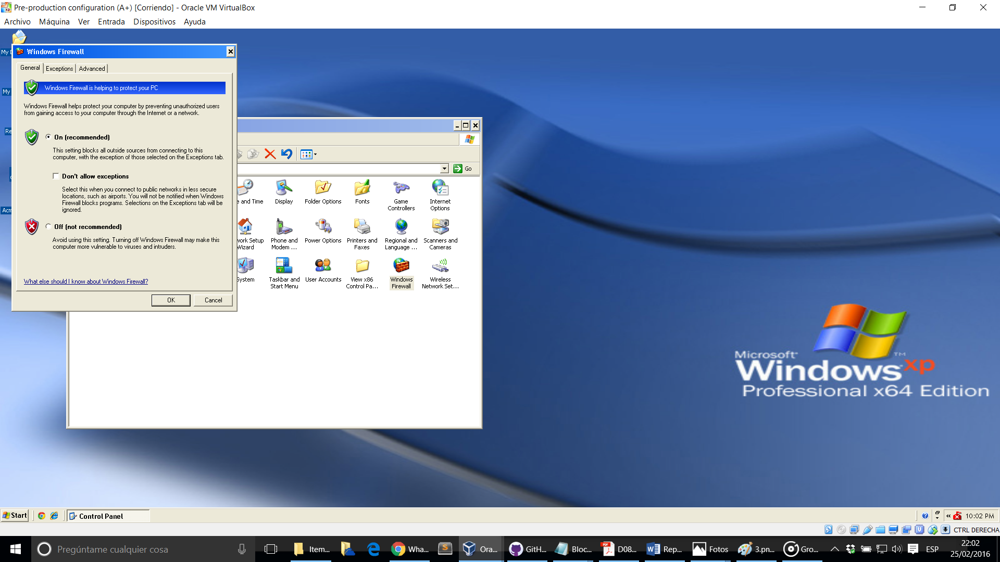 Pre-production configuration (A+) [Corriendo] - Oracle VM VirtualBox
Archivo Máquina Ver Entrada Dispositivos Ayuda
My
Windows Firewall
General Exceptions Advanced
Windows Firewall is helping to protect your PC
My
Windows Firewall helps protect your computer by preventing unauthorized users
from gaining access to your computer through the Internet or a network.
Re
On (recommended)
This setting blocks all outside sources from connecting to this
computer, with the exception of those selected on the Exceptions tab.
Go
Don't allow exceptions
Select this when you connect to public networks in less secure
locations, such as airports. You will not be notified when Windows
Firewall blocks programs. Selections on the Exceptions tab will be
ignored.
Acm
e and Time Display Folder Options Fonts Game Controllers Internet Options
Off (not recommended)
Avoid using this setting. Turning off Windows Firewall may make this
computer more vulnerable to viruses and intruders.
work Setup Wizard Phone and Modem ... Power Options Printers and Faxes Regional and Language ... Scanners and Cameras
What else should I know about Windows Firewall?
System Taskbar and Start Menu User Accounts View x86 Control Pa... Windows Firewall Wireless Network Set...
OK Cancel
Microsoft
Windows xp TM
Professional x64 Edition
Start Control Panel 10:02 PM
CTRL DERECHA
Pregúntame cualquier cosa Item... Wha... Ora... GitH... Bloc... D08... Rep... Fotos 3.pn... Gro... ESP 22:02
25/02/2016